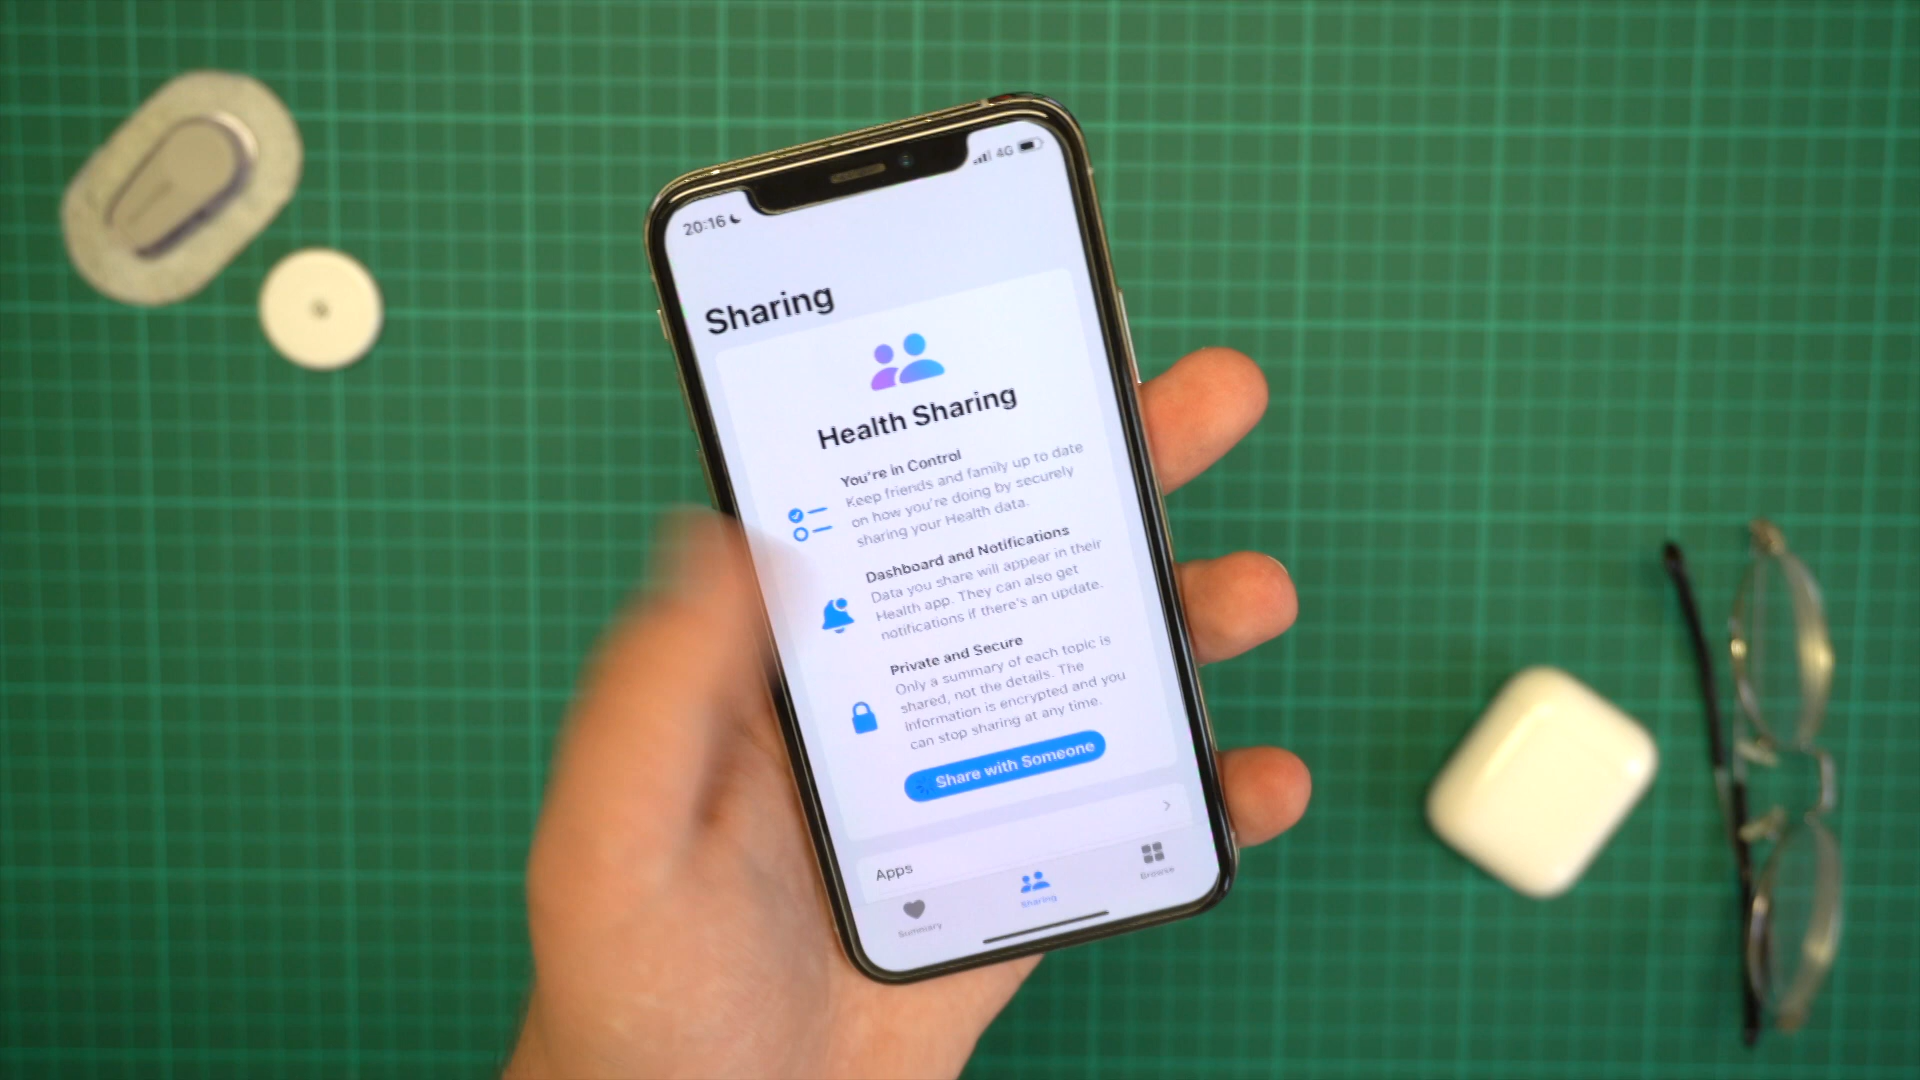 20:16
4G
Sharing
Health Sharing
You're in Control
Keep friends and family up to date
on how you're doing by securely
sharing your Health data.
Dashboard and Notifications
Data you share will appear in their
Health app. They can also get
notifications if there's an update.
Private and Secure
Only a summary of each topic is
shared, not the details. The
information is encrypted and you
can stop sharing at any time.
Share with Someone
Apps
Summary
Sharing
Browse